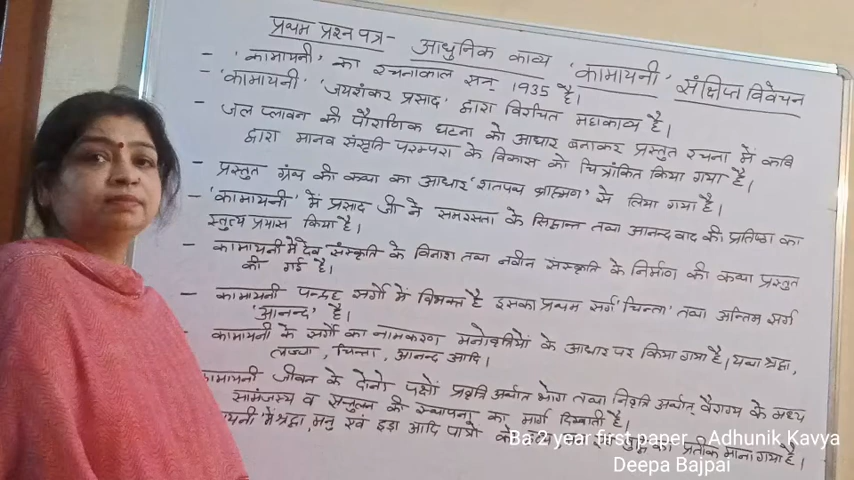 प्रथम प्रश्न पत्र - आधुनिक काव्य 'कामायनी' संक्षिप्त विवेचन
- 'कामायनी' का रचनाकाल सन् 1935 है।
- 'कामायनी' 'जयशंकर प्रसाद' द्वारा विरचित महाकाव्य है।
- जल प्लावन की पौराणिक घटना को आधार बनाकर प्रस्तुत रचना में कवि
द्वारा मानव संस्कृति परम्परा के विकास को चित्रांकित किया गया है।
- प्रस्तुत ग्रंथ की कथा का आधार 'शतपथ ब्राह्मण' से लिया गया है।
- 'कामायनी' में प्रसाद जी ने समरसता के सिद्धान्त तथा आनन्दवाद की प्रतिष्ठा का
स्तुत्य प्रयास किया है।
- कामायनी में देव संस्कृति के विनाश तथा नवीन संस्कृति के निर्माण की कथा प्रस्तुत
की गई है।
- कामायनी पन्द्रह सर्गों में विभक्त है इसका प्रथम सर्ग 'चिन्ता' तथा अन्तिम सर्ग
'आनन्द' है।
- कामायनी के सर्गों का नामकरण मनोवृत्तियों के आधार पर किया गया है। यथा श्रद्धा,
लज्जा, चिन्ता, आनन्द आदि।
कामायनी जीवन के दोनो पक्षों प्रवृत्ति अर्थात भोग तथा निवृत्ति अर्थात् वैराग्य के मध्य
सामंजस्य व सन्तुलन की स्थापना का मार्ग दिखाती है।
यनी' में श्रद्धा, मनु एवं इडा आदि पात्रों को का प्रतीक माना गया है।
Ba 2 year first paper - Adhunik Kavya
Deepa Bajpai